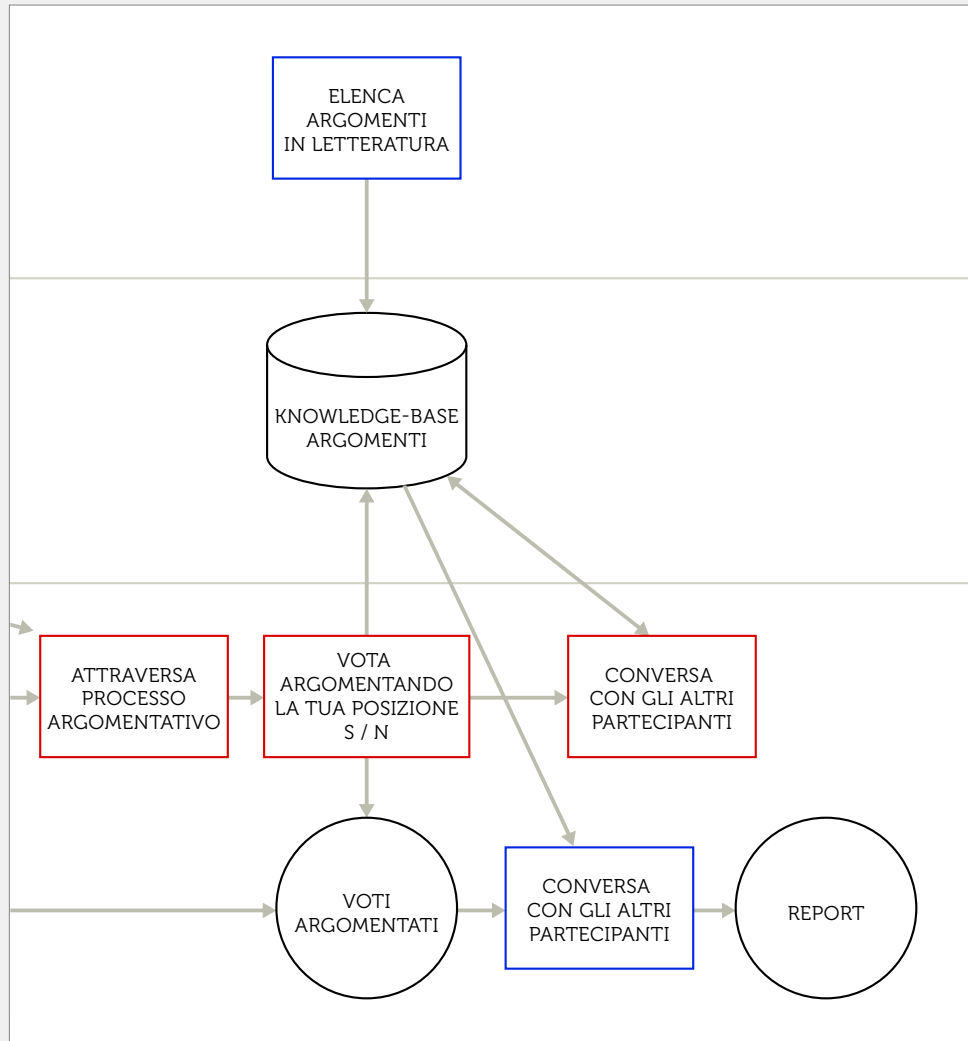 ELENCA
ARGOMENTI
IN LETTERATURA
KNOWLEDGE-BASE
ARGOMENTI
ATTRAVERSA
PROCESSO
ARGOMENTATIVO
VOTA
ARGOMENTANDO
LA TUA POSIZIONE
S / N
CONVERSA
CON GLI ALTRI
PARTECIPANTI
VOTI
ARGOMENTATI
CONVERSA
CON GLI ALTRI
PARTECIPANTI
REPORT